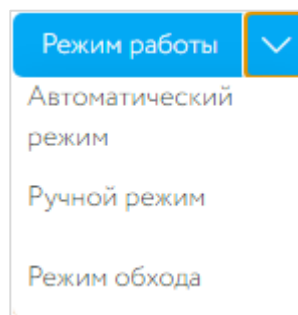 Режим работы
Автоматический
режим
Ручной режим
Режим обхода